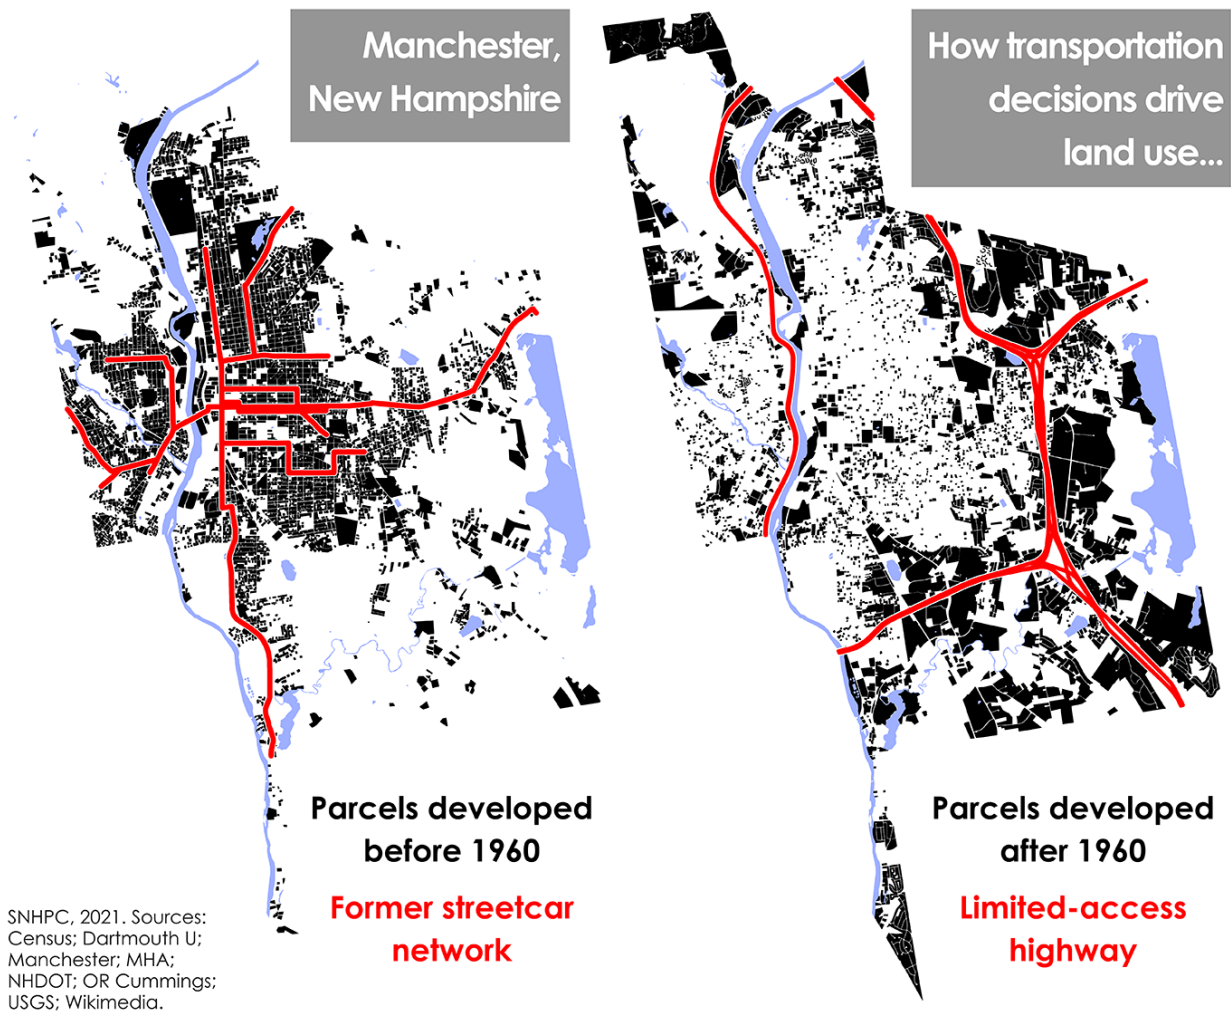 Manchester,
New Hampshire
How transportation
decisions drive
land use...
Parcels developed
before 1960
Former streetcar
network
Parcels developed
after 1960
Limited-access
highway
SNHPC, 2021. Sources:
Census; Dartmouth U;
Manchester; MHA;
NHDOT; OR Cummings;
USGS; Wikimedia.